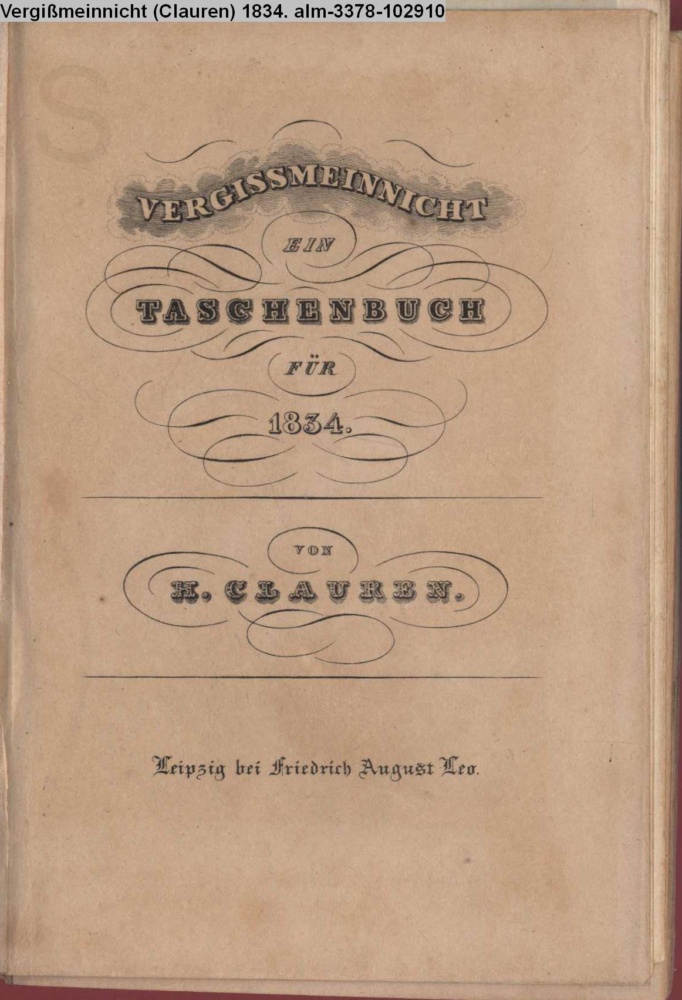 Vergißmeinnicht (Clauren) 1834. alm-3378-102910
S
VERGISSMEINNICHT
EIN
TASCHENBUCH
FÜR
1834.
VON
H. CLAUREN.
Leipzig bei Friedrich August Leo.